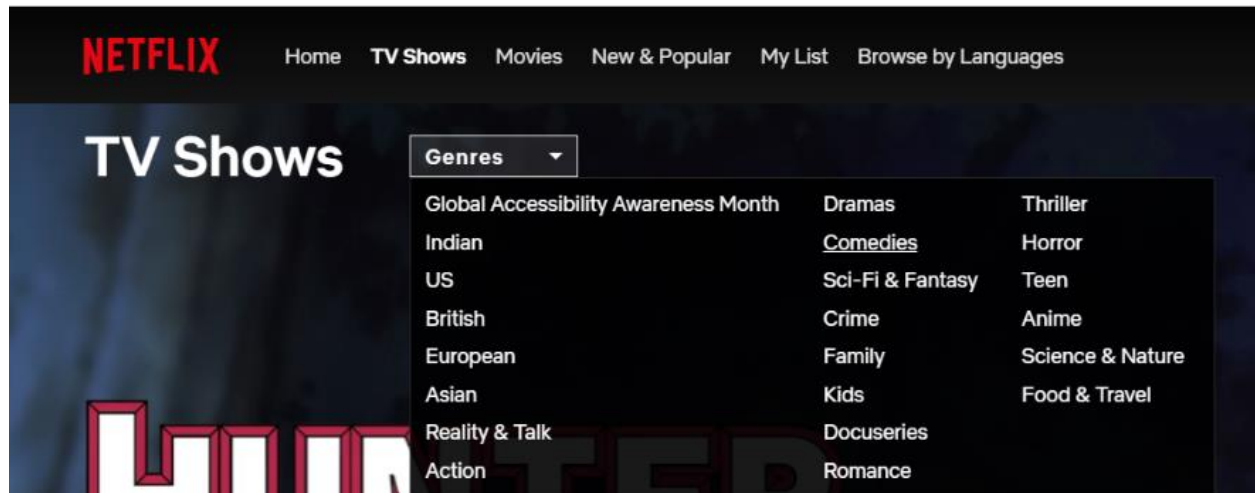 NETFLIX Home TV Shows Movies New & Popular My List Browse by Languages
TV Shows Genres
Global Accessibility Awareness Month Dramas Thriller
Indian Comedies Horror
US Sci-Fi & Fantasy Teen
British Crime Anime
European Family Science & Nature
Asian Kids Food & Travel
Reality & Talk Docuseries
Action Romance
HUNTER